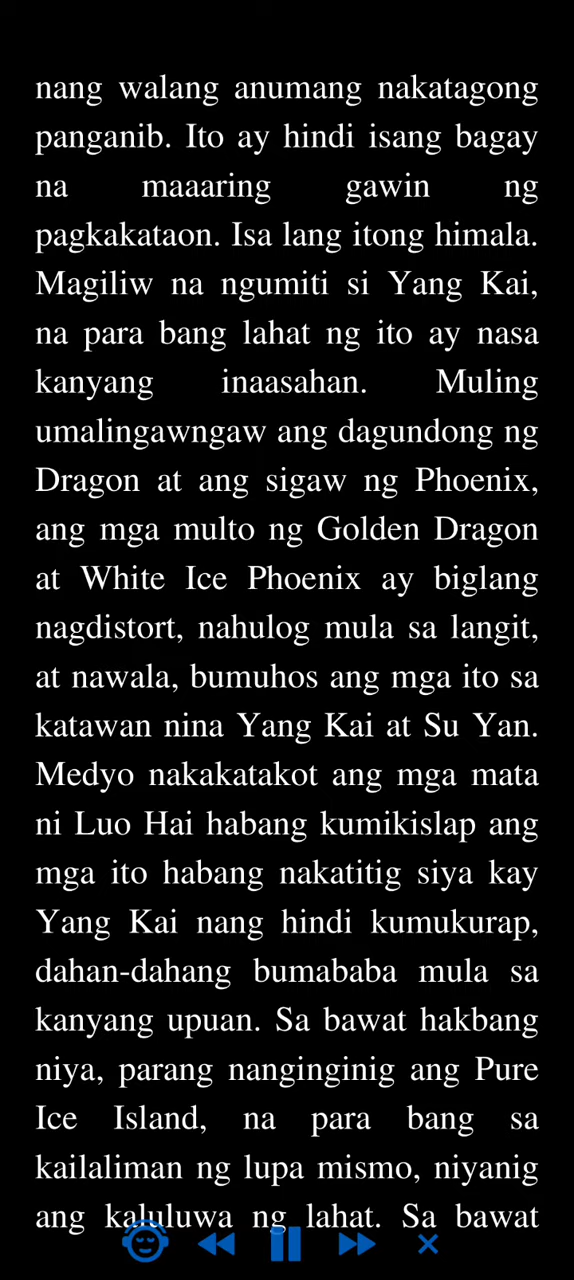 nang walang anumang nakatagong
panganib. Ito ay hindi isang bagay
na maaaring gawin ng
pagkakataon. Isa lang itong himala.
Magiliw na ngumiti si Yang Kai,
na para bang lahat ng ito ay nasa
kanyang inaasahan. Muling
umalingawngaw ang dagundong ng
Dragon at ang sigaw ng Phoenix,
ang mga multo ng Golden Dragon
at White Ice Phoenix ay biglang
nagdistort, nahulog mula sa langit,
at nawala, bumuhos ang mga ito sa
katawan nina Yang Kai at Su Yan.
Medyo nakakatakot ang mga mata
ni Luo Hai habang kumikislap ang
mga ito habang nakatitig siya kay
Yang Kai nang hindi kumukurap,
dahan-dahang bumababa mula sa
kanyang upuan. Sa bawat hakbang
niya, parang nanginginig ang Pure
Ice Island, na para bang sa
kailaliman ng lupa mismo, niyanig
ang kaluluwa ng lahat. Sa bawat